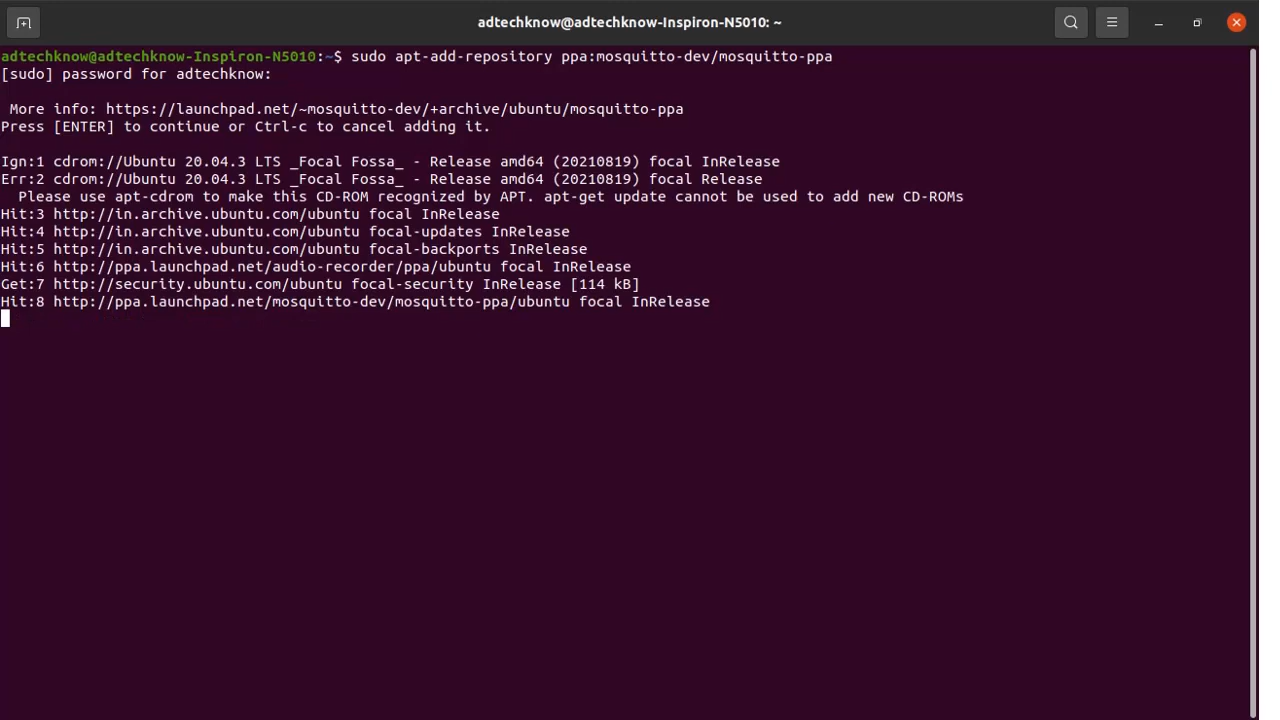 adtechknow@adtechknow-Inspiron-N5010: ~
adtechknow@adtechknow-Inspiron-N5010:~$ sudo apt-add-repository ppa:mosquitto-dev/mosquitto-ppa
[sudo] password for adtechknow:
More info: https://launchpad.net/~mosquitto-dev/+archive/ubuntu/mosquitto-ppa
Press [ENTER] to continue or Ctrl-c to cancel adding it.
Ign:1 cdrom://Ubuntu 20.04.3 LTS _Focal Fossa_ - Release amd64 (20210819) focal InRelease
Err:2 cdrom://Ubuntu 20.04.3 LTS _Focal Fossa_ - Release amd64 (20210819) focal Release
Please use apt-cdrom to make this CD-ROM recognized by APT. apt-get update cannot be used to add new CD-ROMs
Hit:3 http://in.archive.ubuntu.com/ubuntu focal InRelease
Hit:4 http://in.archive.ubuntu.com/ubuntu focal-updates InRelease
Hit:5 http://in.archive.ubuntu.com/ubuntu focal-backports InRelease
Hit:6 http://ppa.launchpad.net/audio-recorder/ppa/ubuntu focal InRelease
Get:7 http://security.ubuntu.com/ubuntu focal-security InRelease [114 kB]
Hit:8 http://ppa.launchpad.net/mosquitto-dev/mosquitto-ppa/ubuntu focal InRelease